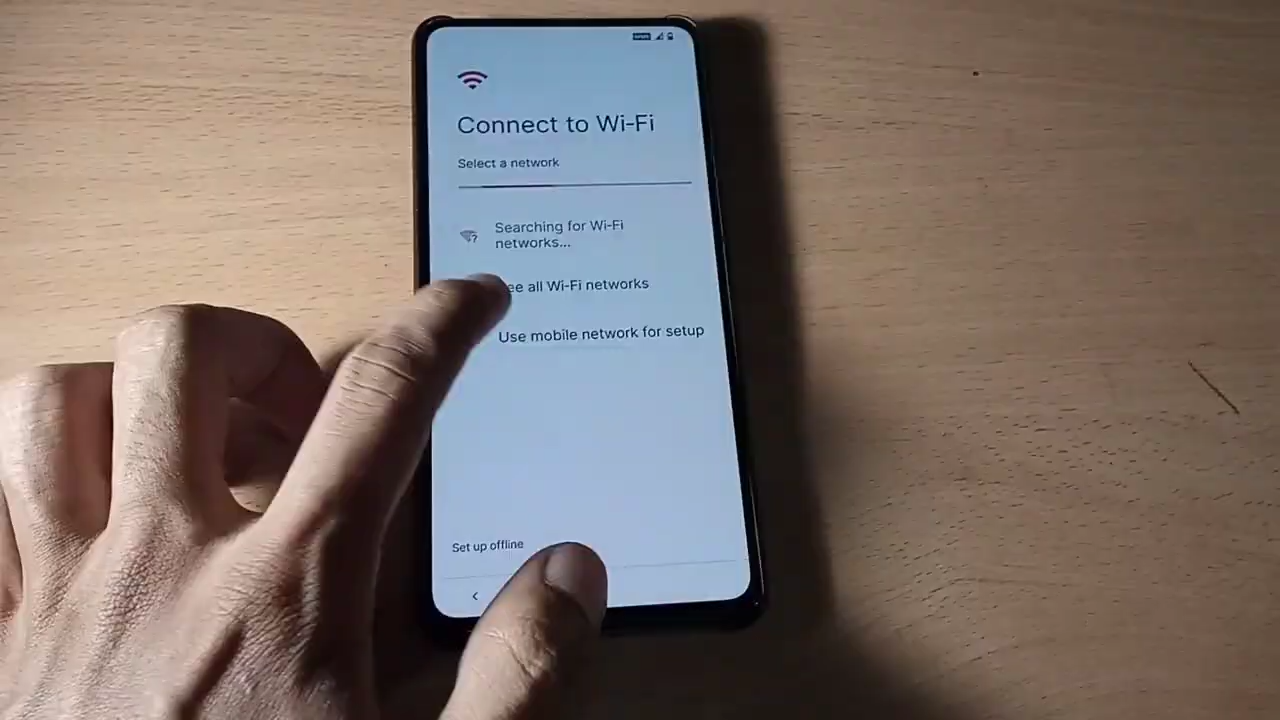 Connect to Wi-Fi
Select a network
Searching for Wi-Fi
networks...
ee all Wi-Fi networks
Use mobile network for setup
Set up offline